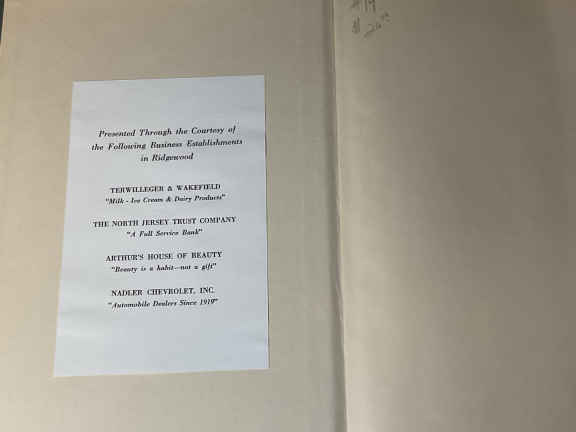 Presented Through the Courtesy of
the Following Business Establishments
in Ridgewood
TERWILLEGER & WAKEFIELD
"Milk - Ice Cream & Dairy Products"
THE NORTH JERSEY TRUST COMPANY
"A Full Service Bank"
ARTHUR'S HOUSE OF BEAUTY
"Beauty is a habit—not a gift"
NADLER CHEVROLET, INC.
"Automobile Dealers Since 1919"